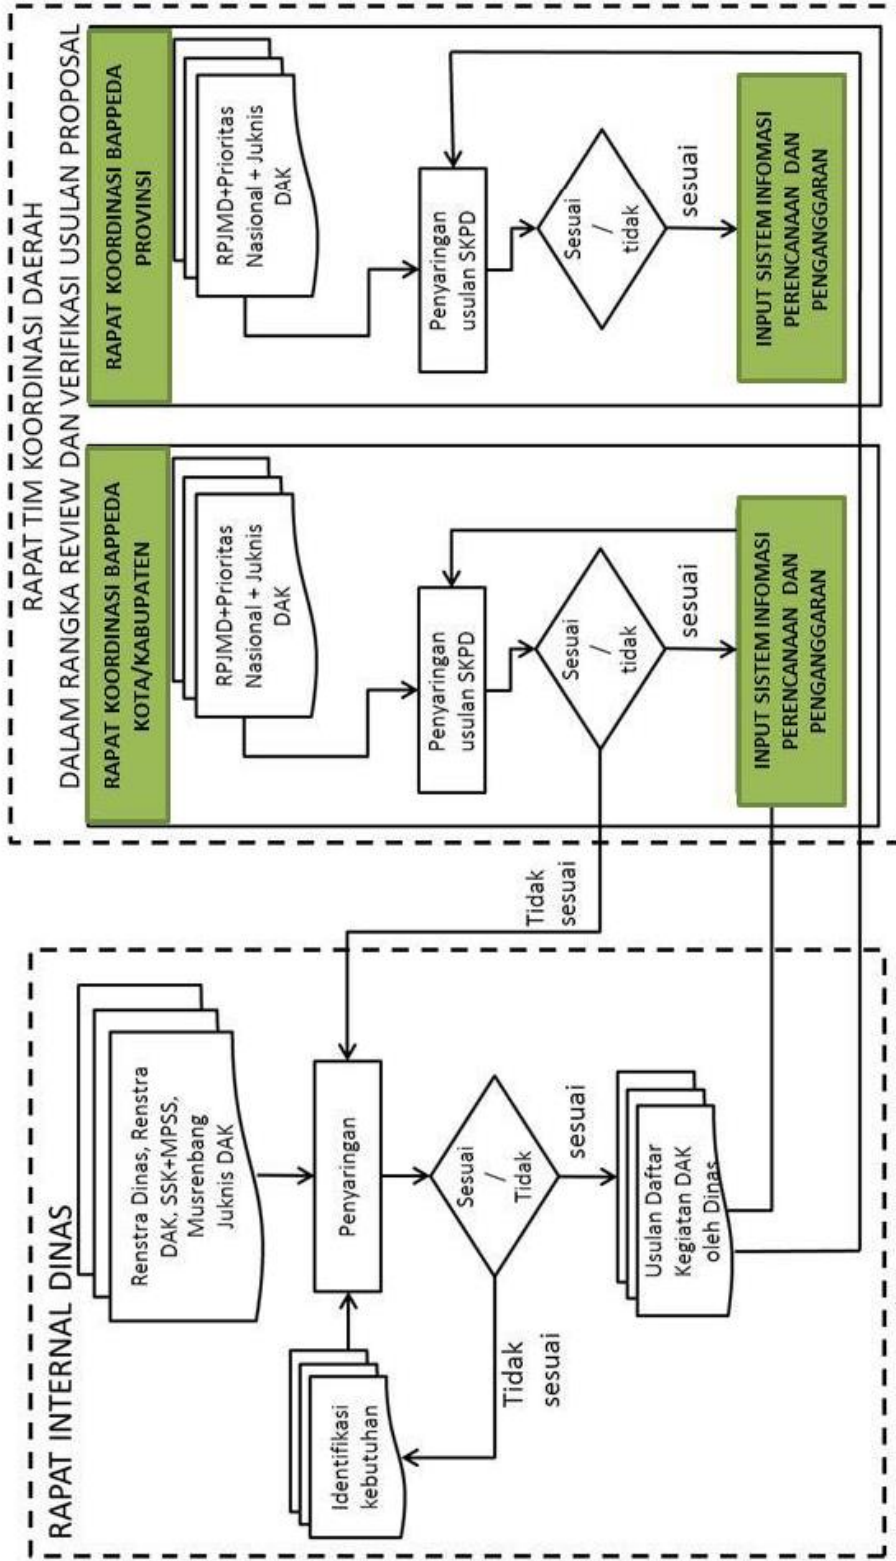 RAPAT INTERNAL DINAS
Renstra Dinas, Renstra
DAK, SSK+MPSS,
Musrenbang
Juknis DAK
Identifikasi
kebutuhan
Penyaringan
Sesuai
/
Tidak
Tidak
sesuai
sesuai
Usulan Daftar
Kegiatan DAK
oleh Dinas
Tidak
sesuai
RAPAT TIM KOORDINASI DAERAH
DALAM RANGKA REVIEW DAN VERIFIKASI USULAN PROPOSAL
RAPAT KOORDINASI BAPPEDA
KOTA/KABUPATEN
RPJMD+Prioritas
Nasional + Juknis
DAK
Penyaringan
usulan SKPD
Sesuai
/
tidak
sesuai
INPUT SISTEM INFOMASI
PERENCANAAN DAN
PENGANGGARAN
RAPAT KOORDINASI BAPPEDA
PROVINSI
RPJMD+Prioritas
Nasional + Juknis
DAK
Penyaringan
usulan SKPD
Sesuai
/
tidak
sesuai
INPUT SISTEM INFOMASI
PERENCANAAN DAN
PENGANGGARAN